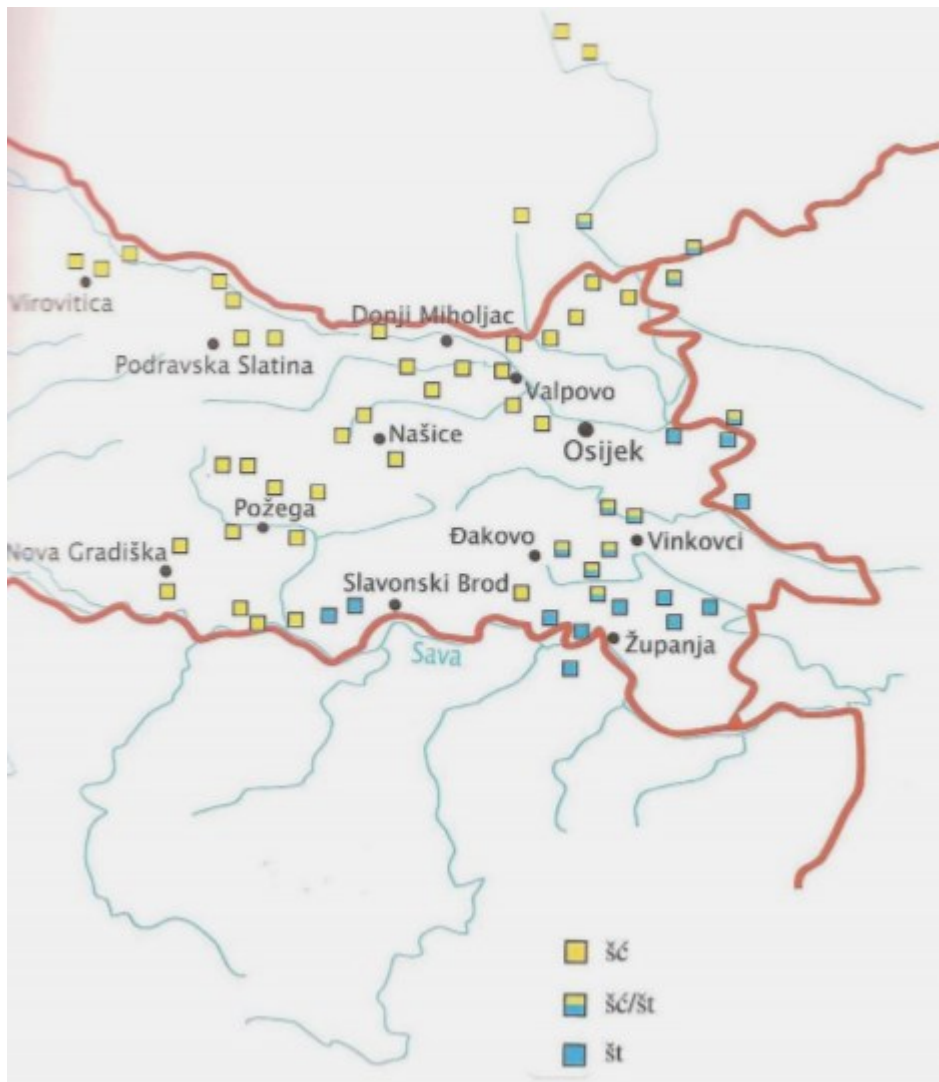 Virovitica
Donji Miholjac
Podravska Slatina
Valpovo
Našice
Osijek
Požega
Đakovo
Vinkovci
Nova Gradiška
Slavonski Brod
Županja
Sava
šć
šć/št
št